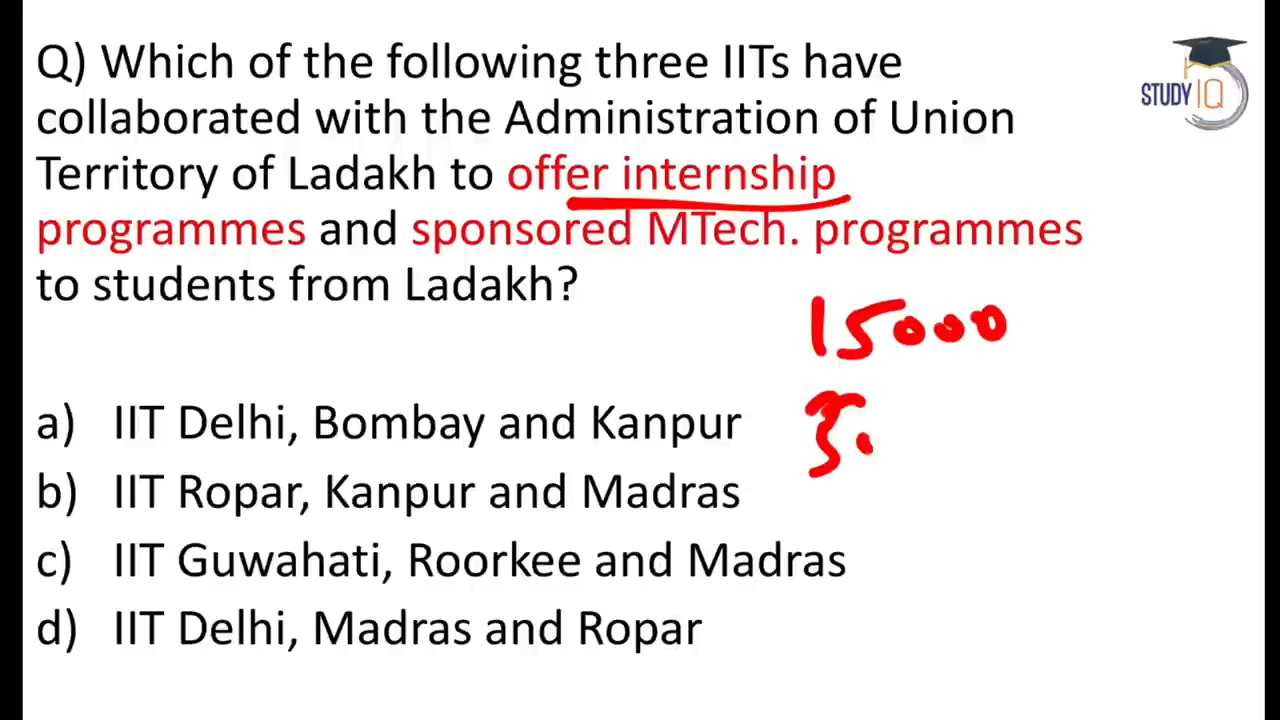 Q) Which of the following three IITs have
collaborated with the Administration of Union
Territory of Ladakh to offer internship
programmes and sponsored MTech. programmes
to students from Ladakh?
15000
a) IIT Delhi, Bombay and Kanpur
b) IIT Ropar, Kanpur and Madras
c) IIT Guwahati, Roorkee and Madras
d) IIT Delhi, Madras and Ropar
STUDY IQ